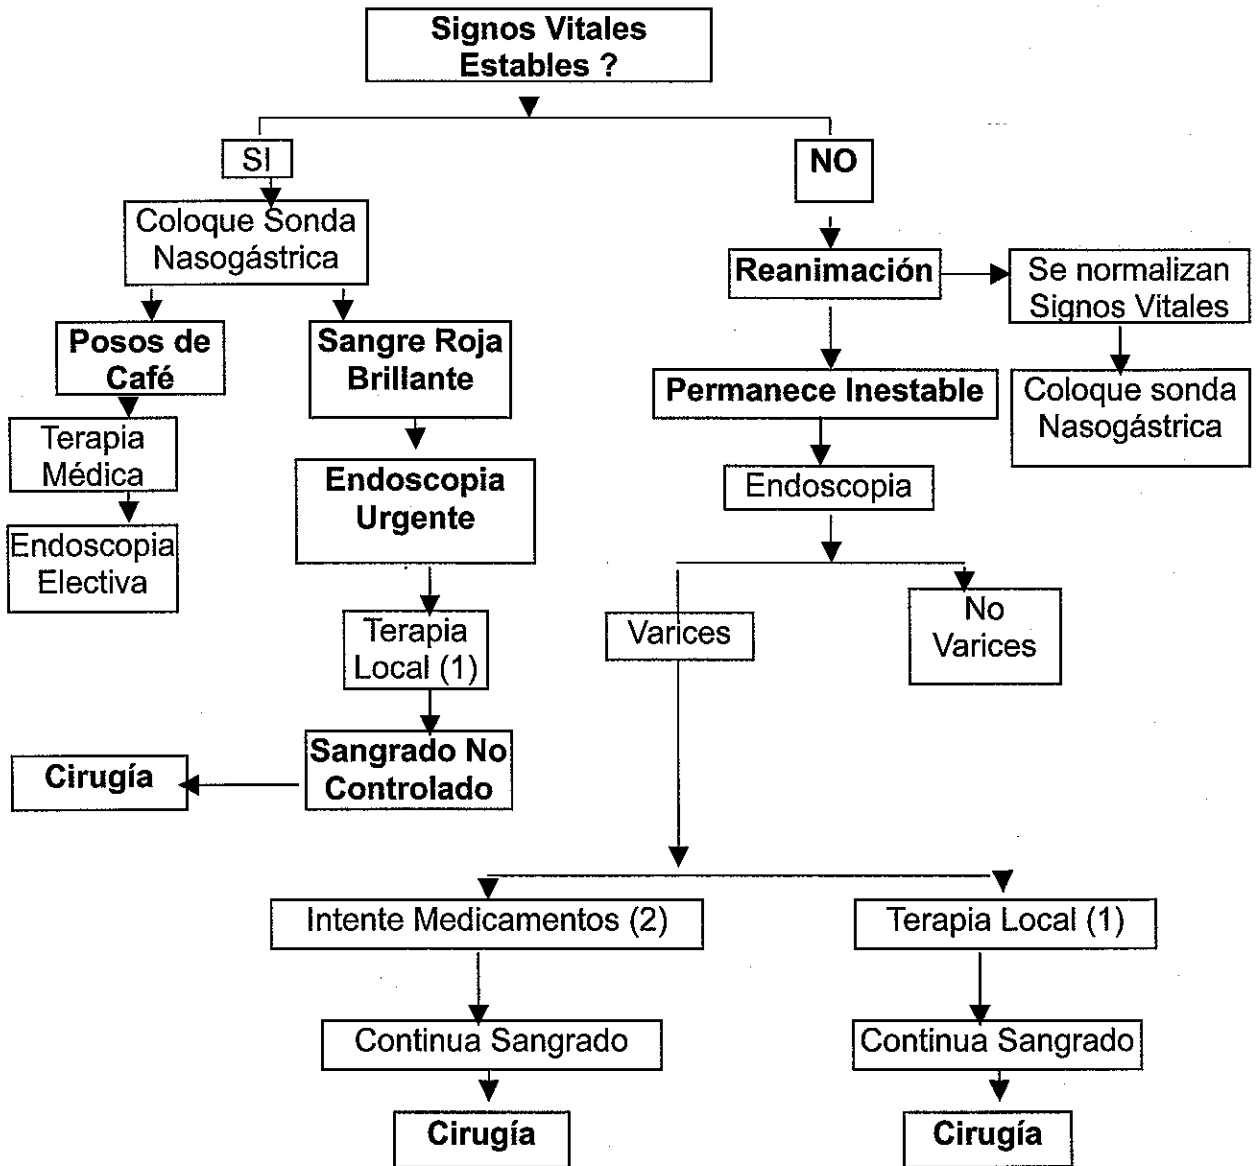 Signos Vitales
Estables ?
SI
NO
Coloque Sonda
Nasogástrica
Reanimación
Se normalizan
Signos Vitales
Posos de
Café
Sangre Roja
Brillante
Permanece Inestable
Coloque sonda
Nasogástrica
Terapia
Médica
Endoscopia
Urgente
Endoscopia
Endoscopia
Electiva
Terapia
Local (1)
Varices
No
Varices
Sangrado No
Controlado
Cirugía
Intente Medicamentos (2)
Terapia Local (1)
Continua Sangrado
Continua Sangrado
Cirugía
Cirugía